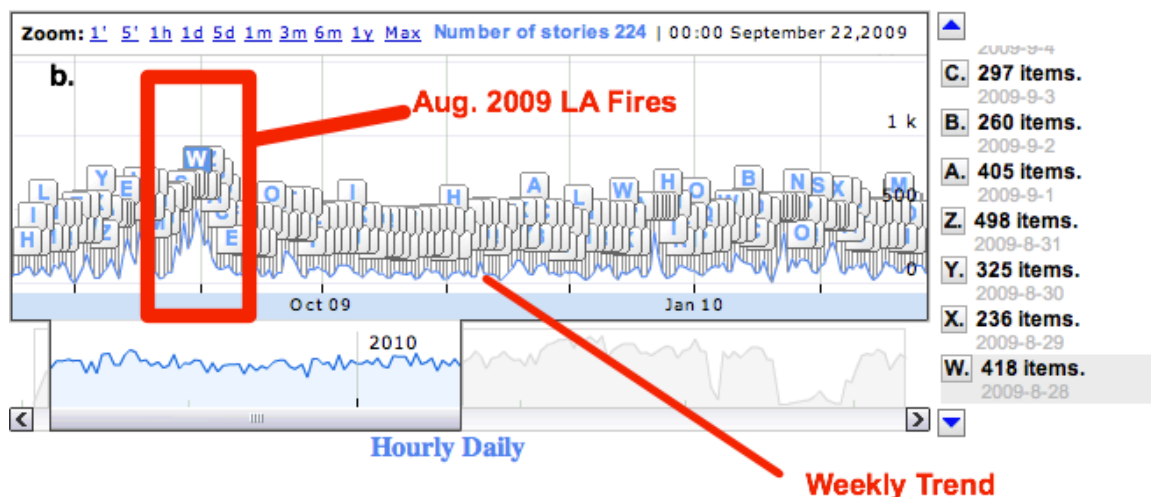 Zoom: 1' 5' 1h 1d 5d 1m 3m 6m 1y Max Number of stories 224 | 00:00 September 22,2009
b.
Aug. 2009 LA Fires
1 k
500
0
W
L
Y
E
I
H
Z
M
E
O
I
H
A
L
W
H
O
B
N
S
X
M
I
O
Oct 09
Jan 10
2010
Hourly Daily
Weekly Trend
2009-9-4
C. 297 items.
2009-9-3
B. 260 items.
2009-9-2
A. 405 items.
2009-9-1
Z. 498 items.
2009-8-31
Y. 325 items.
2009-8-30
X. 236 items.
2009-8-29
W. 418 items.
2009-8-28